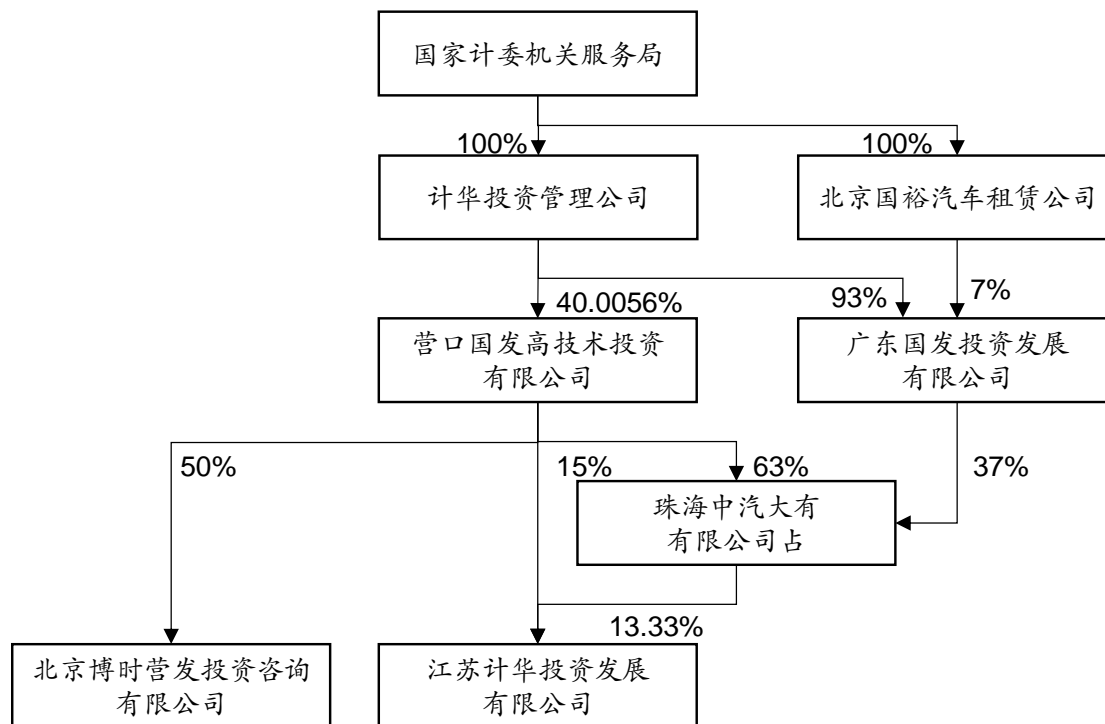 国家计委机关服务局
100%
100%
计华投资管理公司
北京国裕汽车租赁公司
40.0056%
93%
7%
营口国发高技术投资
有限公司
广东国发投资发展
有限公司
50%
15%
63%
37%
珠海中汽大有
有限公司占
13.33%
北京博时营发投资咨询
有限公司
江苏计华投资发展
有限公司